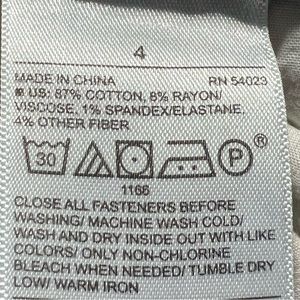 4
MADE IN CHINA RN 54023
US: 87% COTTON, 8% RAYON/
VISCOSE, 1% SPANDEX/ELASTANE,
4% OTHER FIBER
30 P ®
1166
CLOSE ALL FASTENERS BEFORE
WASHING/ MACHINE WASH COLD/
WASH AND DRY INSIDE OUT WITH LIKE
COLORS/ ONLY NON-CHLORINE
BLEACH WHEN NEEDED/ TUMBLE DRY
LOW/ WARM IRON